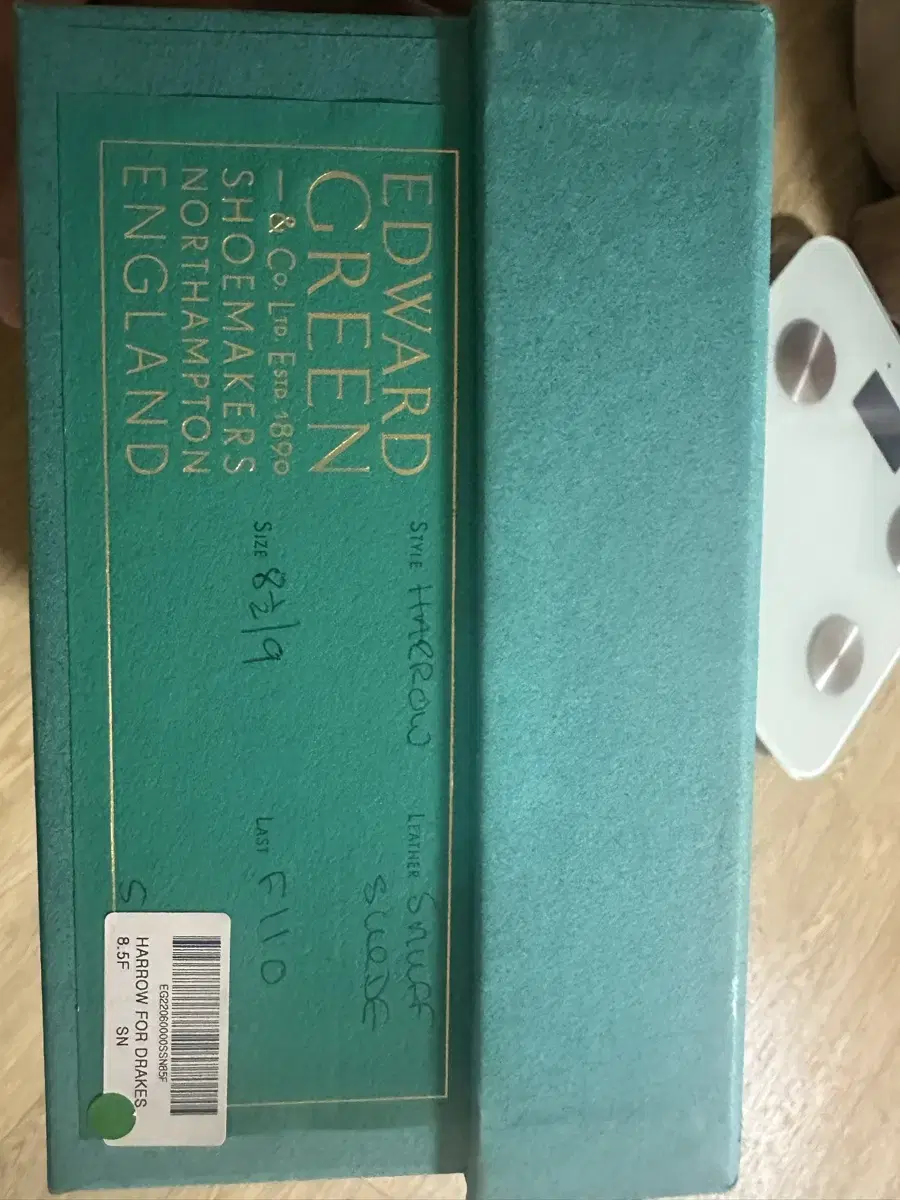 EDWARD
GREEN
— & Co. LTD. ESTD. 1890
SHOEMAKERS
NORTHAMPTON
ENGLAND
STYLE HARROW
LEATHER SNUFF
SUEDE
SIZE 8½/9
LAST F110
S
EG22060000SSN85F
HARROW FOR DRAKES
8.5F SN